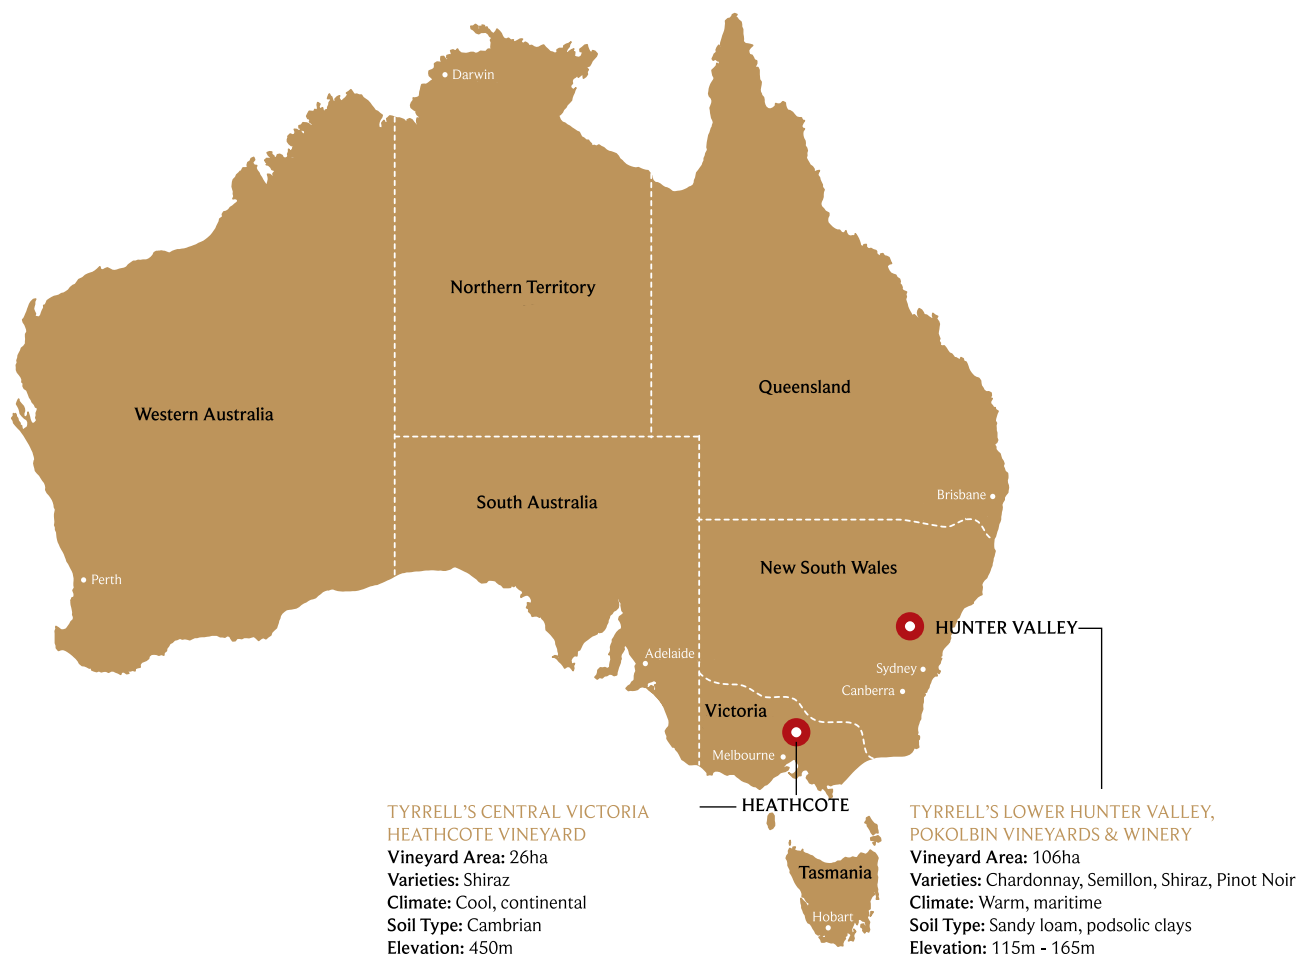 Darwin
Northern Territory
Queensland
Western Australia
Brisbane
South Australia
New South Wales
Perth
HUNTER VALLEY
Adelaide
Sydney
Canberra
Victoria
Melbourne
HEATHCOTE
TYRRELL'S CENTRAL VICTORIA
HEATHCOTE VINEYARD
Vineyard Area: 26ha
Varieties: Shiraz
Climate: Cool, continental
Soil Type: Cambrian
Elevation: 450m
TYRRELL'S LOWER HUNTER VALLEY,
POKOLBIN VINEYARDS & WINERY
Vineyard Area: 106ha
Varieties: Chardonnay, Semillon, Shiraz, Pinot Noir
Climate: Warm, maritime
Soil Type: Sandy loam, podsolic clays
Elevation: 115m - 165m
Tasmania
Hobart